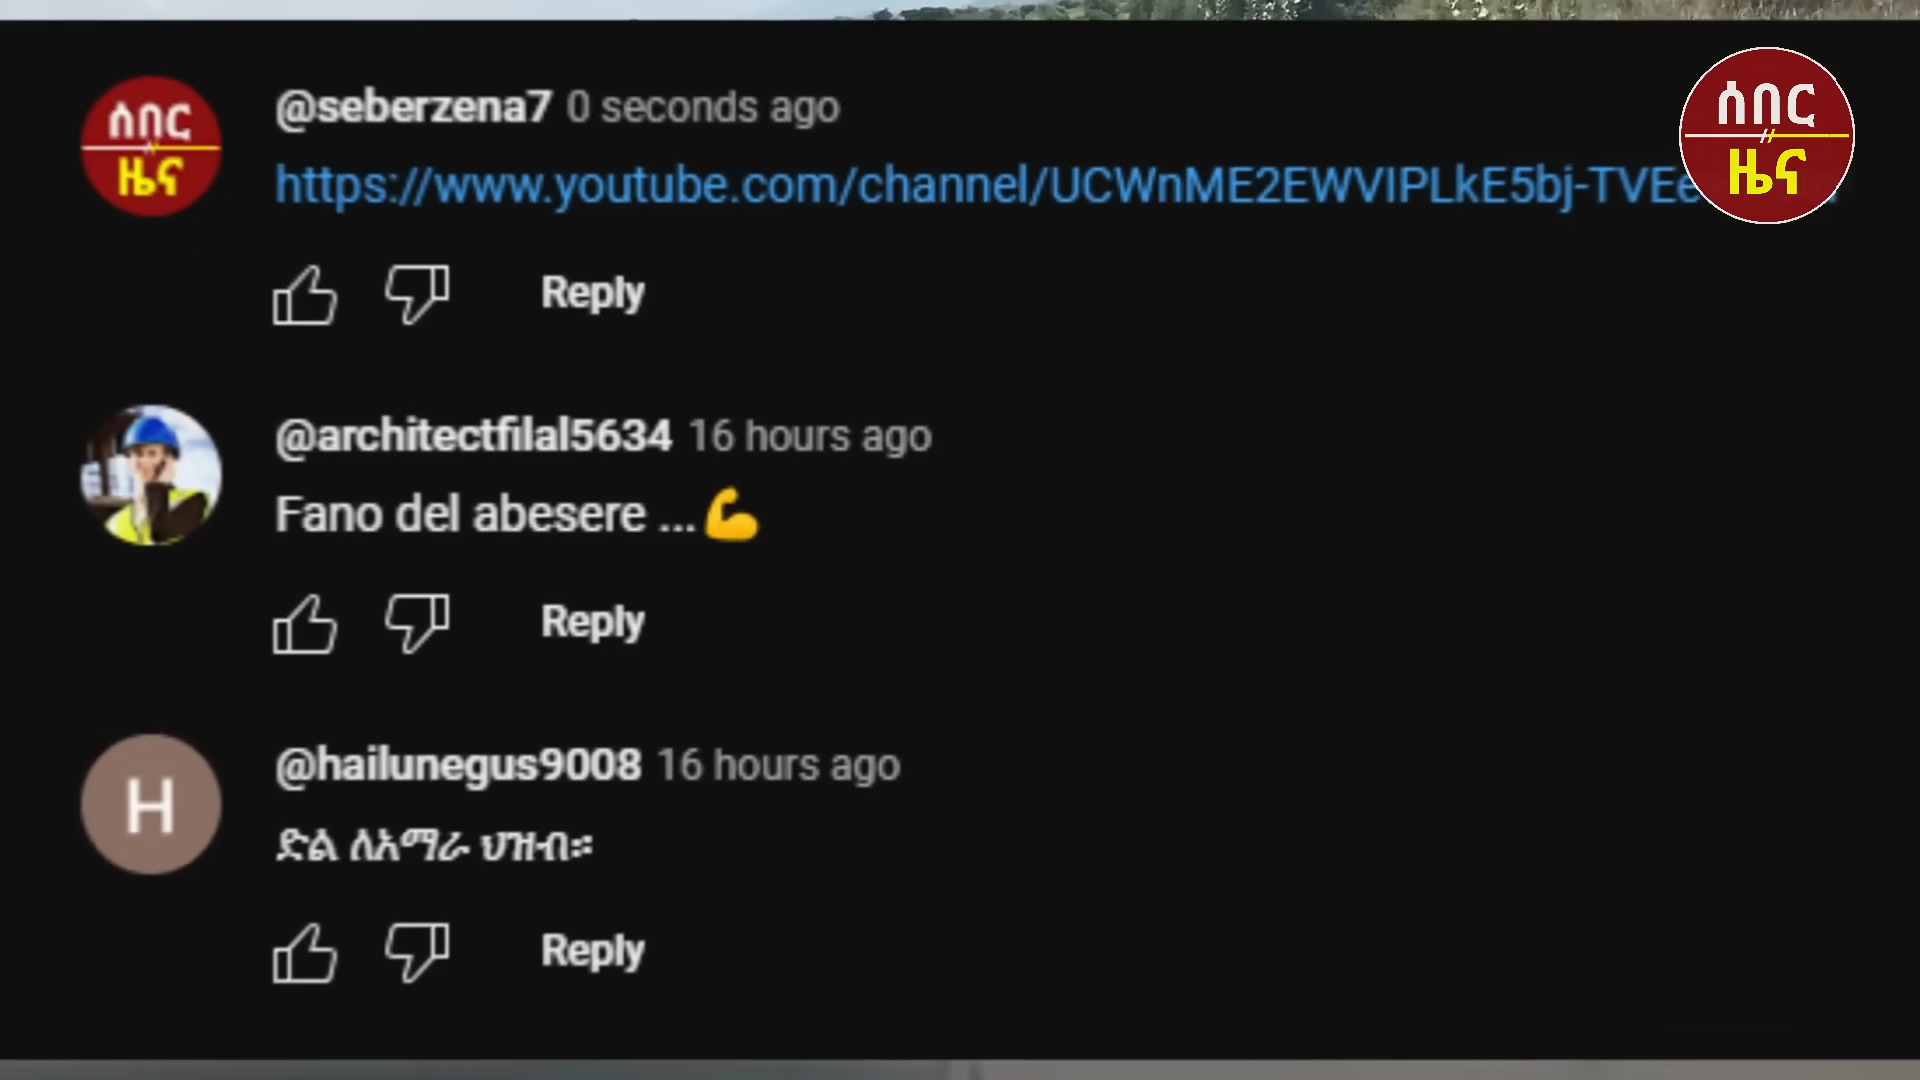 ሰበር
ዜና
@seberzena7 0 seconds ago
https://www.youtube.com/channel/UCWnME2EWVIPLkE5bj-TVEe
Reply
ሰበር
ዜና
@architectfilal5634 16 hours ago
Fano del abesere ...💪
Reply
H
@hailunegus9008 16 hours ago
ድል ለአማራ ህዝብ፡፡
Reply